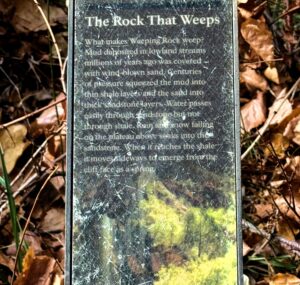 The Rock That Weeps
What makes Weeping Rock weep?
Mud deposited in lowland streams
millions of years ago was covered
with wind-blown sand. Centuries
of pressure squeezed the mud into
thin shale layers and the sand into
thick sandstone layers. Water passes
easily through sandstone but not
through shale. Rain and snow falling
on the plateau above soaks into the
sandstone. When it reaches the shale
it moves sideways to emerge from the
cliff face as a spring.